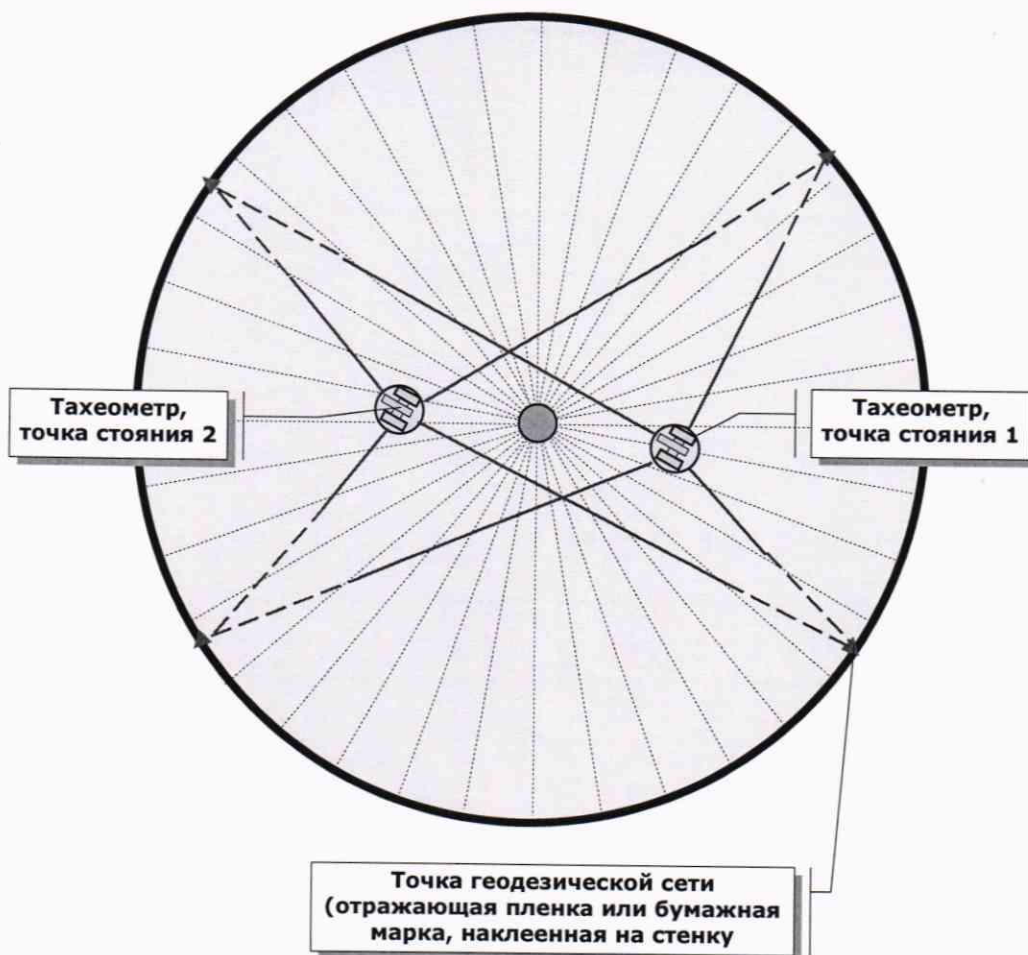 Тахеометр,
точка стояния 2
Тахеометр,
точка стояния 1
Точка геодезической сети
(отражающая пленка или бумажная
марка, наклеенная на стенку